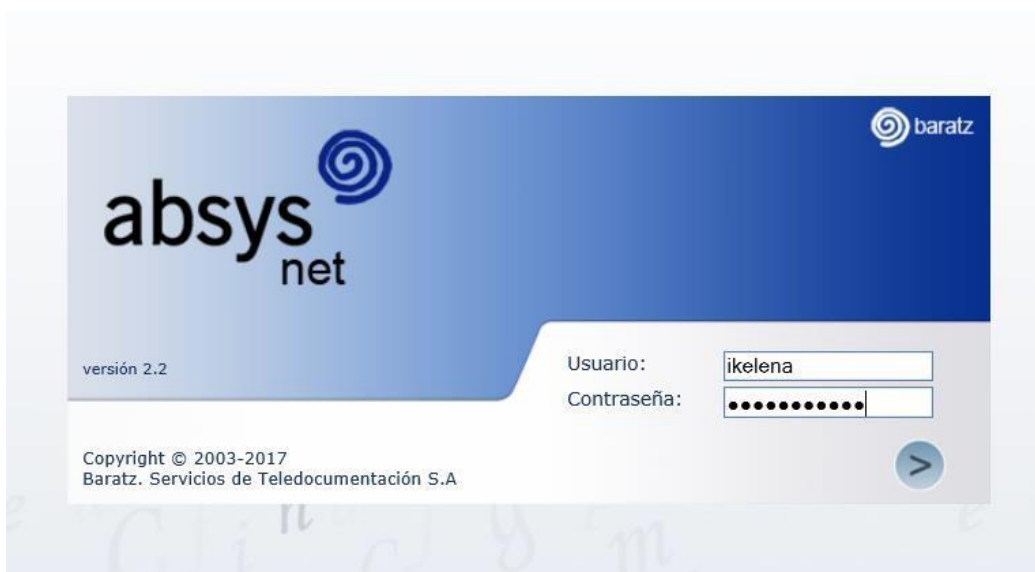 baratz
absys
net
versión 2.2
Usuario: ikelena
Contraseña: ●●●●●●●●●●●
Copyright © 2003-2017
Baratz. Servicios de Teledocumentación S.A
>